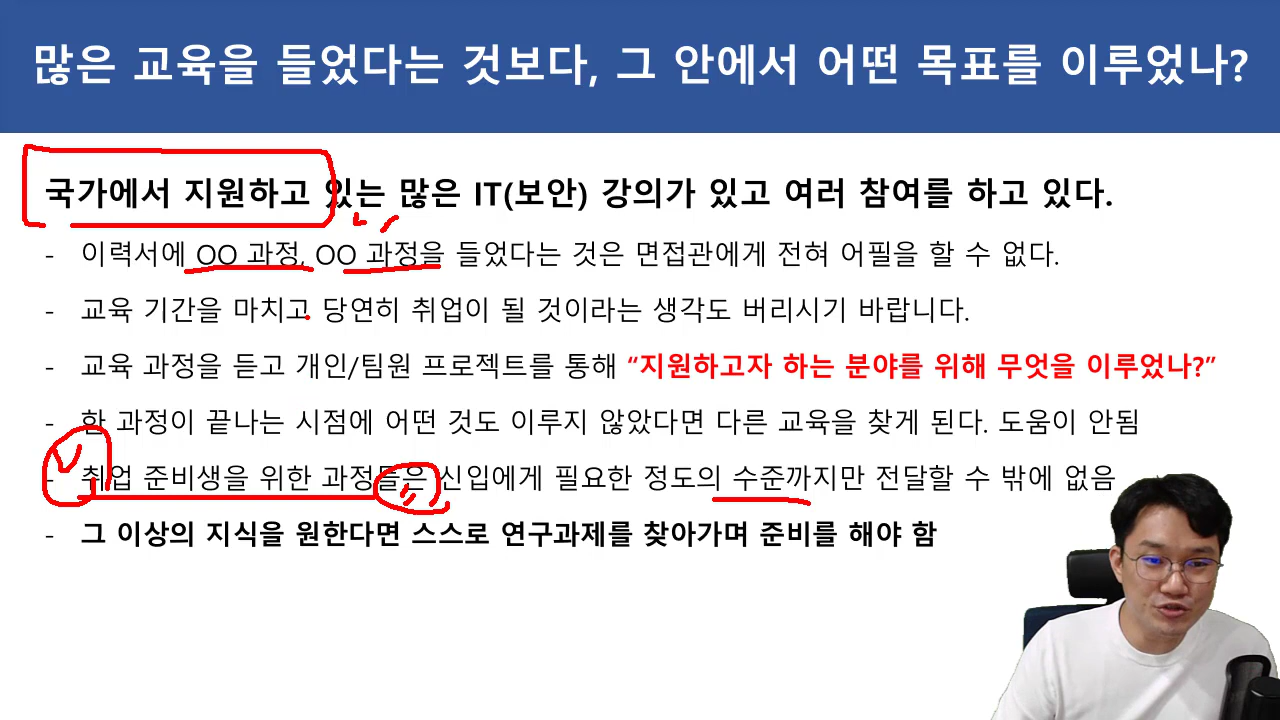 많은 교육을 들었다는 것보다, 그 안에서 어떤 목표를 이루었나?
국가에서 지원하고 있는 많은 IT(보안) 강의가 있고 여러 참여를 하고 있다.
- 이력서에 OO 과정, OO 과정을 들었다는 것은 면접관에게 전혀 어필을 할 수 없다.
- 교육 기간을 마치고 당연히 취업이 될 것이라는 생각도 버리시기 바랍니다.
- 교육 과정을 듣고 개인/팀원 프로젝트를 통해 “지원하고자 하는 분야를 위해 무엇을 이루었나?”
- 한 과정이 끝나는 시점에 어떤 것도 이루지 않았다면 다른 교육을 찾게 된다. 도움이 안됨
- 취업 준비생을 위한 과정들은 신입에게 필요한 정도의 수준까지만 전달할 수 밖에 없음
- 그 이상의 지식을 원한다면 스스로 연구과제를 찾아가며 준비를 해야 함